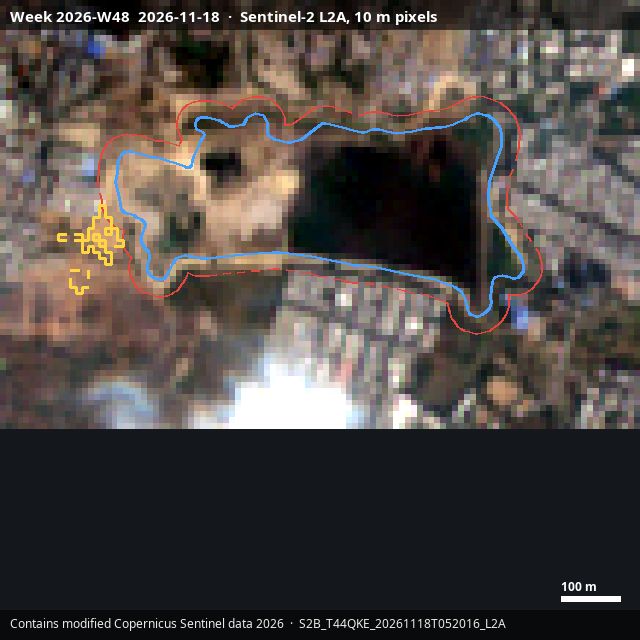 Week 2026-W48  2026-11-18  ·  Sentinel-2 L2A, 10 m pixels
100 m
Contains modified Copernicus Sentinel data 2026  ·  S2B_T44QKE_20261118T052016_L2A